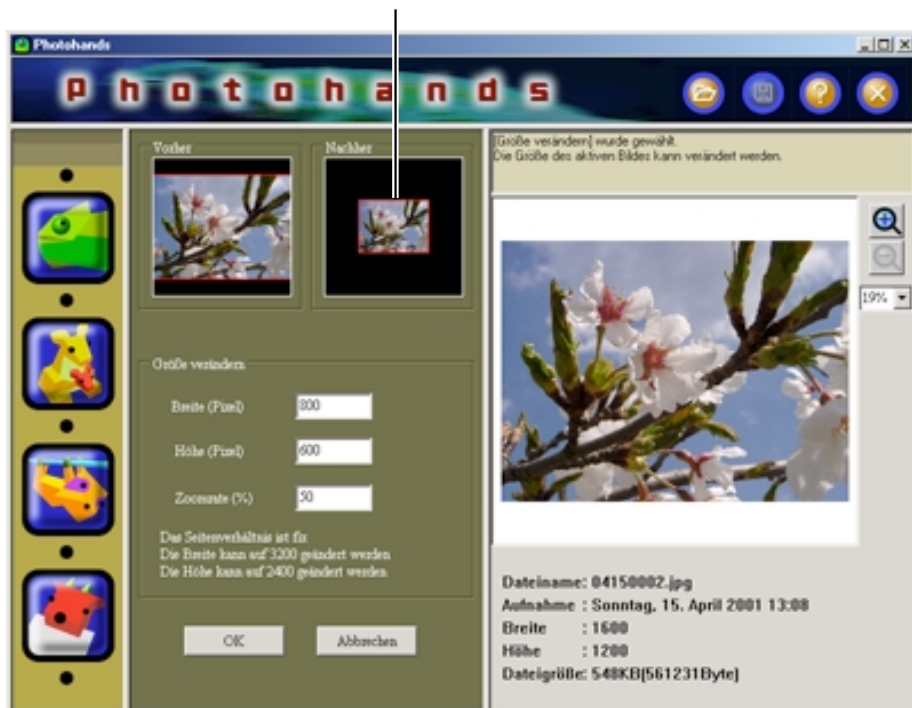 Photohands
Photohands
Vorher
Nachher
[Größe verändern] wurde gewählt.
Die Größe des aktiven Bildes kann verändert werden.
19%
Größe verändern
Breite (Pixel)
800
Höhe (Pixel)
600
Zoomrate (%)
50
Das Seitenverhältnis ist fix
Die Breite kann auf 3200 geändert werden
Die Höhe kann auf 2400 geändert werden
OK
Abbrechen
Dateiname: 04150002.jpg
Aufnahme : Sonntag, 15. April 2001 13:08
Breite : 1600
Höhe : 1200
Dateigröße: 548KB(561231Byte)